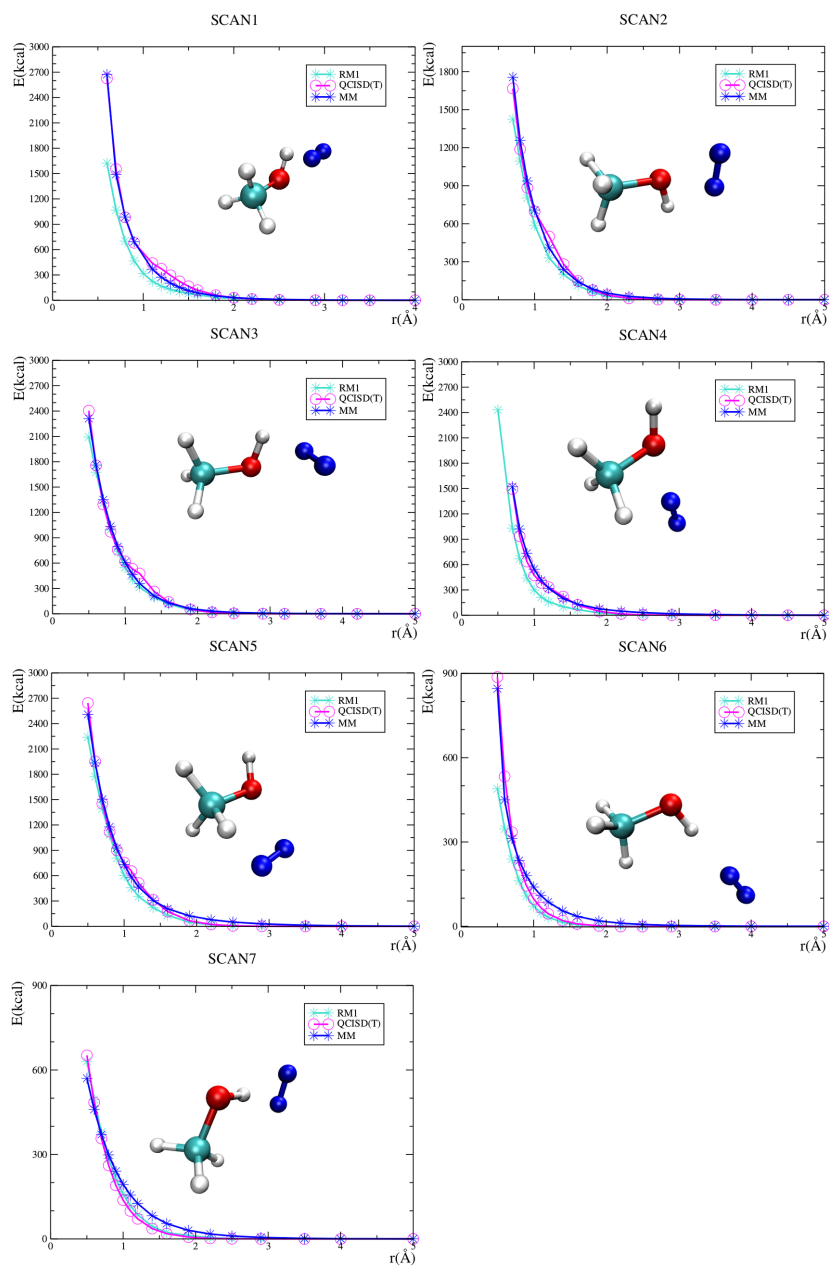 SCAN1
E(kcal)
3000
2700
2400
2100
1800
1500
1200
900
600
300
0
0
1
2
3
4
5
r(Å)
RM1
QCISD(T)
MM
SCAN2
E(kcal)
1800
1500
1200
900
600
300
0
0
1
2
3
4
5
r(Å)
RM1
QCISD(T)
MM
SCAN3
E(kcal)
3000
2700
2400
2100
1800
1500
1200
900
600
300
0
0
1
2
3
4
5
r(Å)
RM1
QCISD(T)
MM
SCAN4
E(kcal)
3000
2700
2400
2100
1800
1500
1200
900
600
300
0
0
1
2
3
4
5
r(Å)
RM1
QCISD(T)
MM
SCAN5
E(kcal)
3000
2700
2400
2100
1800
1500
1200
900
600
300
0
0
1
2
3
4
5
r(Å)
RM1
QCISD(T)
MM
SCAN6
E(kcal)
900
600
300
0
0
1
2
3
4
5
r(Å)
RM1
QCISD(T)
MM
SCAN7
E(kcal)
900
600
300
0
0
1
2
3
4
5
r(Å)
RM1
QCISD(T)
MM